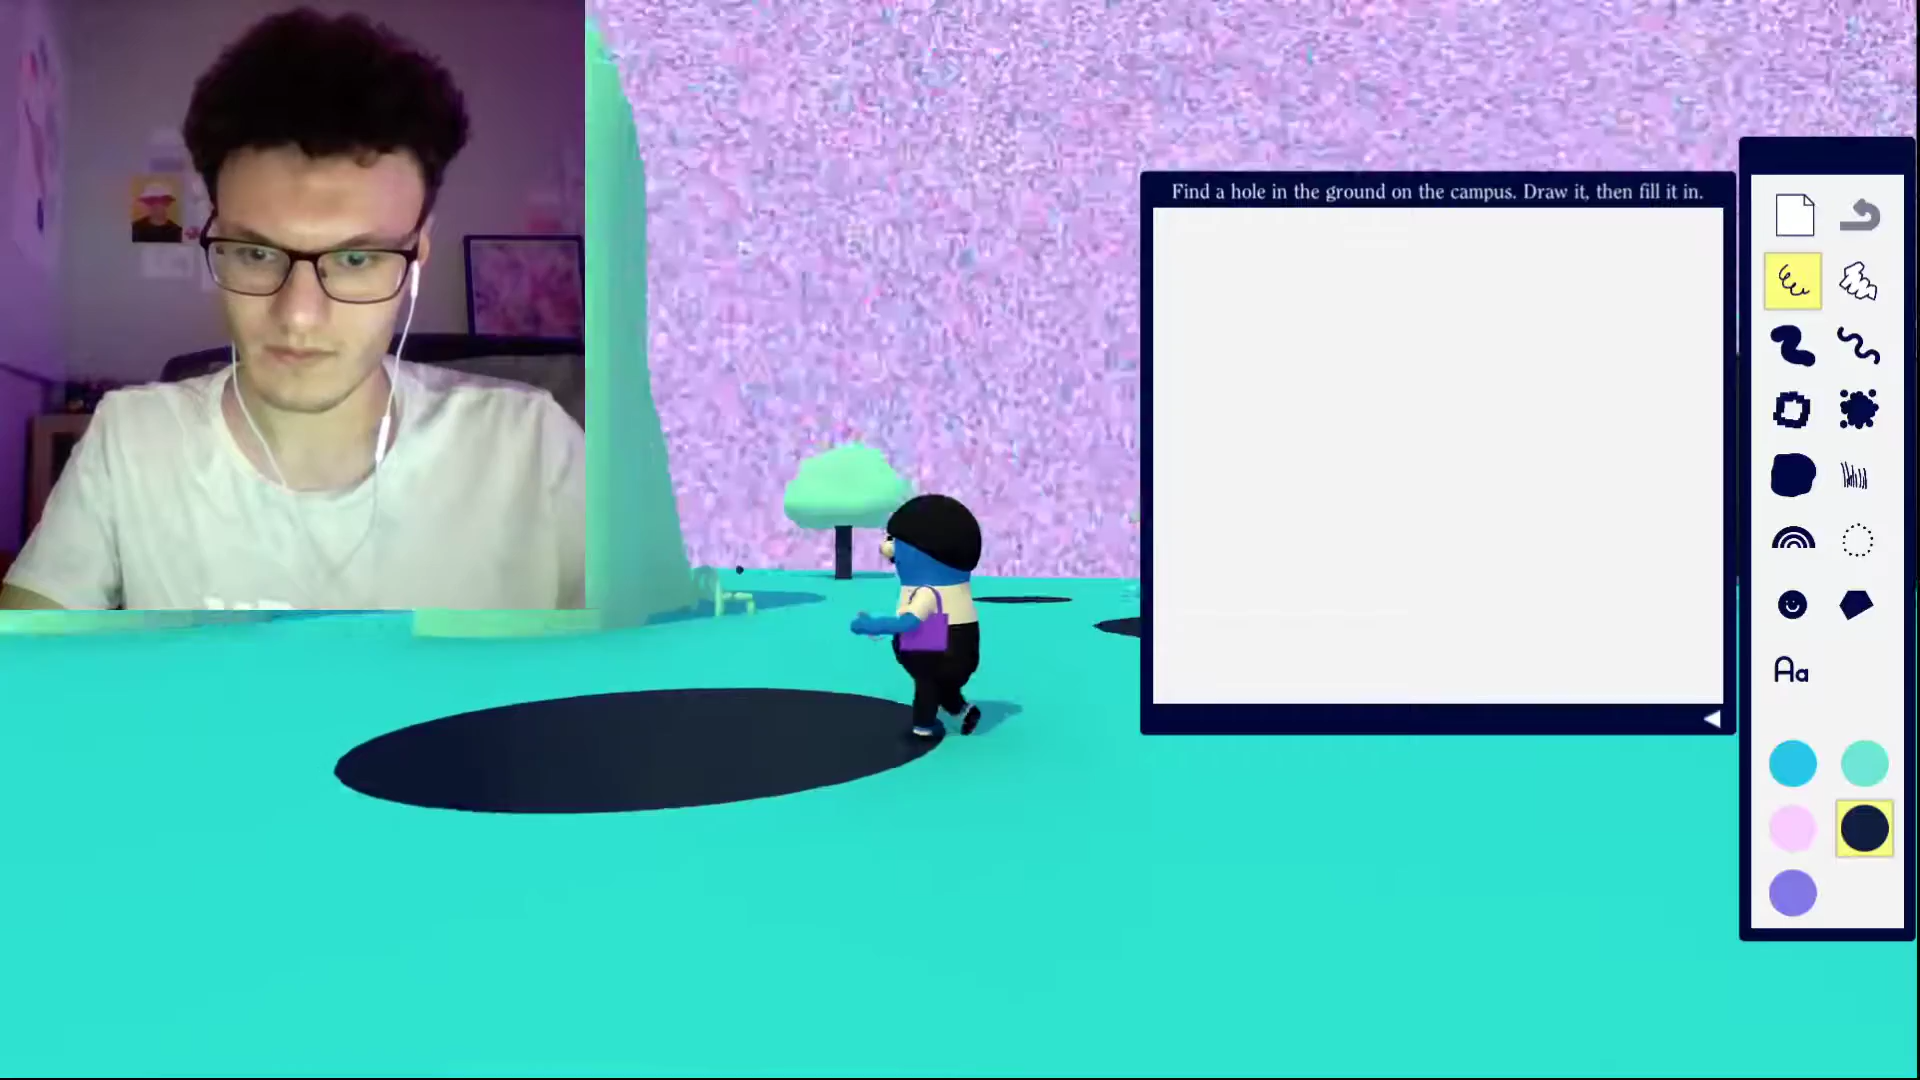 Find a hole in the ground on the campus. Draw it, then fill it in.
Aa